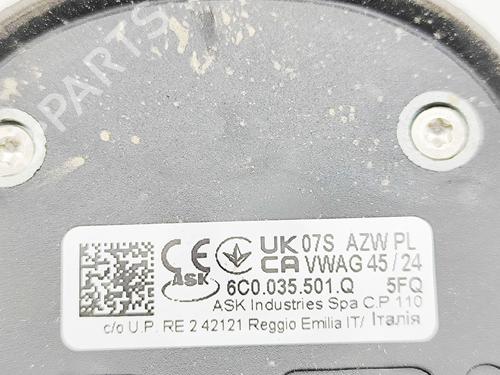 PARTS
CE UK CA 07S AZW PL
ASK VWAG 45/24
6C0.035.501.Q 5FQ
ASK Industries Spa C.P 110
c/o U.P. RE 2 42121 Reggio Emilia IT/ Італія